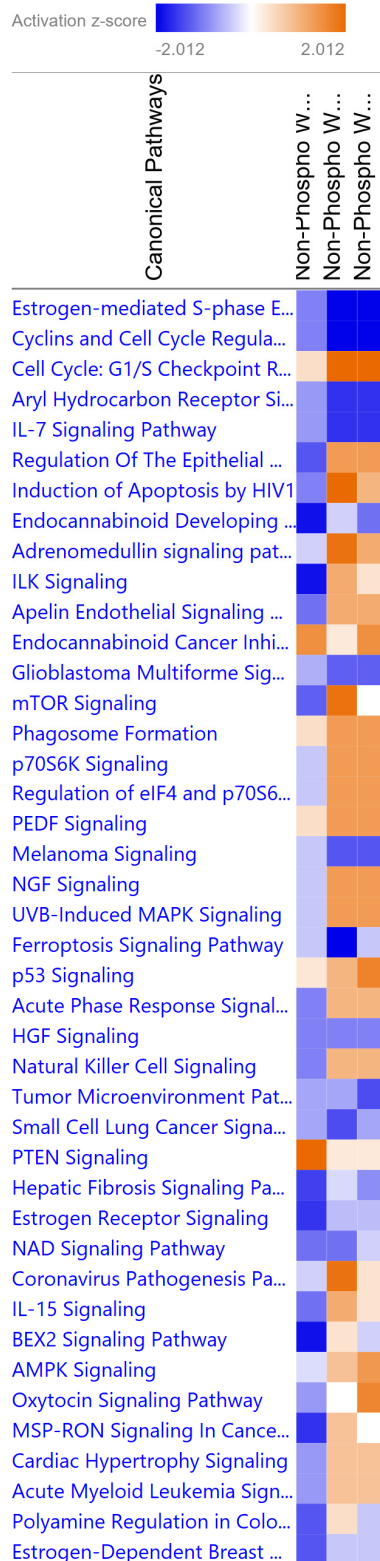 Activation z-score
-2.012 2.012
Canonical Pathways
Non-Phospho W...
Non-Phospho W...
Non-Phospho W...
Estrogen-mediated S-phase E...
Cyclins and Cell Cycle Regula...
Cell Cycle: G1/S Checkpoint R...
Aryl Hydrocarbon Receptor Si...
IL-7 Signaling Pathway
Regulation Of The Epithelial ...
Induction of Apoptosis by HIV1
Endocannabinoid Developing ...
Adrenomedullin signaling pat...
ILK Signaling
Apelin Endothelial Signaling ...
Endocannabinoid Cancer Inhi...
Glioblastoma Multiforme Sig...
mTOR Signaling
Phagosome Formation
p70S6K Signaling
Regulation of eIF4 and p70S6...
PEDF Signaling
Melanoma Signaling
NGF Signaling
UVB-Induced MAPK Signaling
Ferroptosis Signaling Pathway
p53 Signaling
Acute Phase Response Signal...
HGF Signaling
Natural Killer Cell Signaling
Tumor Microenvironment Pat...
Small Cell Lung Cancer Signa...
PTEN Signaling
Hepatic Fibrosis Signaling Pa...
Estrogen Receptor Signaling
NAD Signaling Pathway
Coronavirus Pathogenesis Pa...
IL-15 Signaling
BEX2 Signaling Pathway
AMPK Signaling
Oxytocin Signaling Pathway
MSP-RON Signaling In Cance...
Cardiac Hypertrophy Signaling
Acute Myeloid Leukemia Sign...
Polyamine Regulation in Colo...
Estrogen-Dependent Breast ...